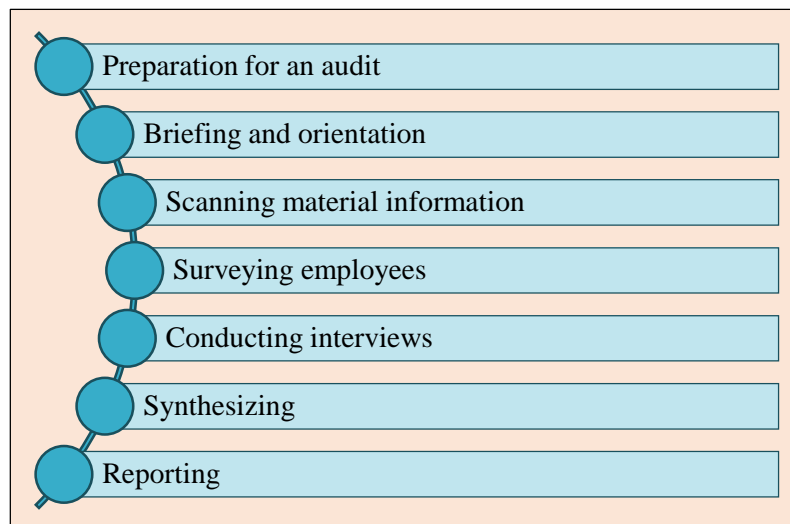 Preparation for an audit
Briefing and orientation
Scanning material information
Surveying employees
Conducting interviews
Synthesizing
Reporting